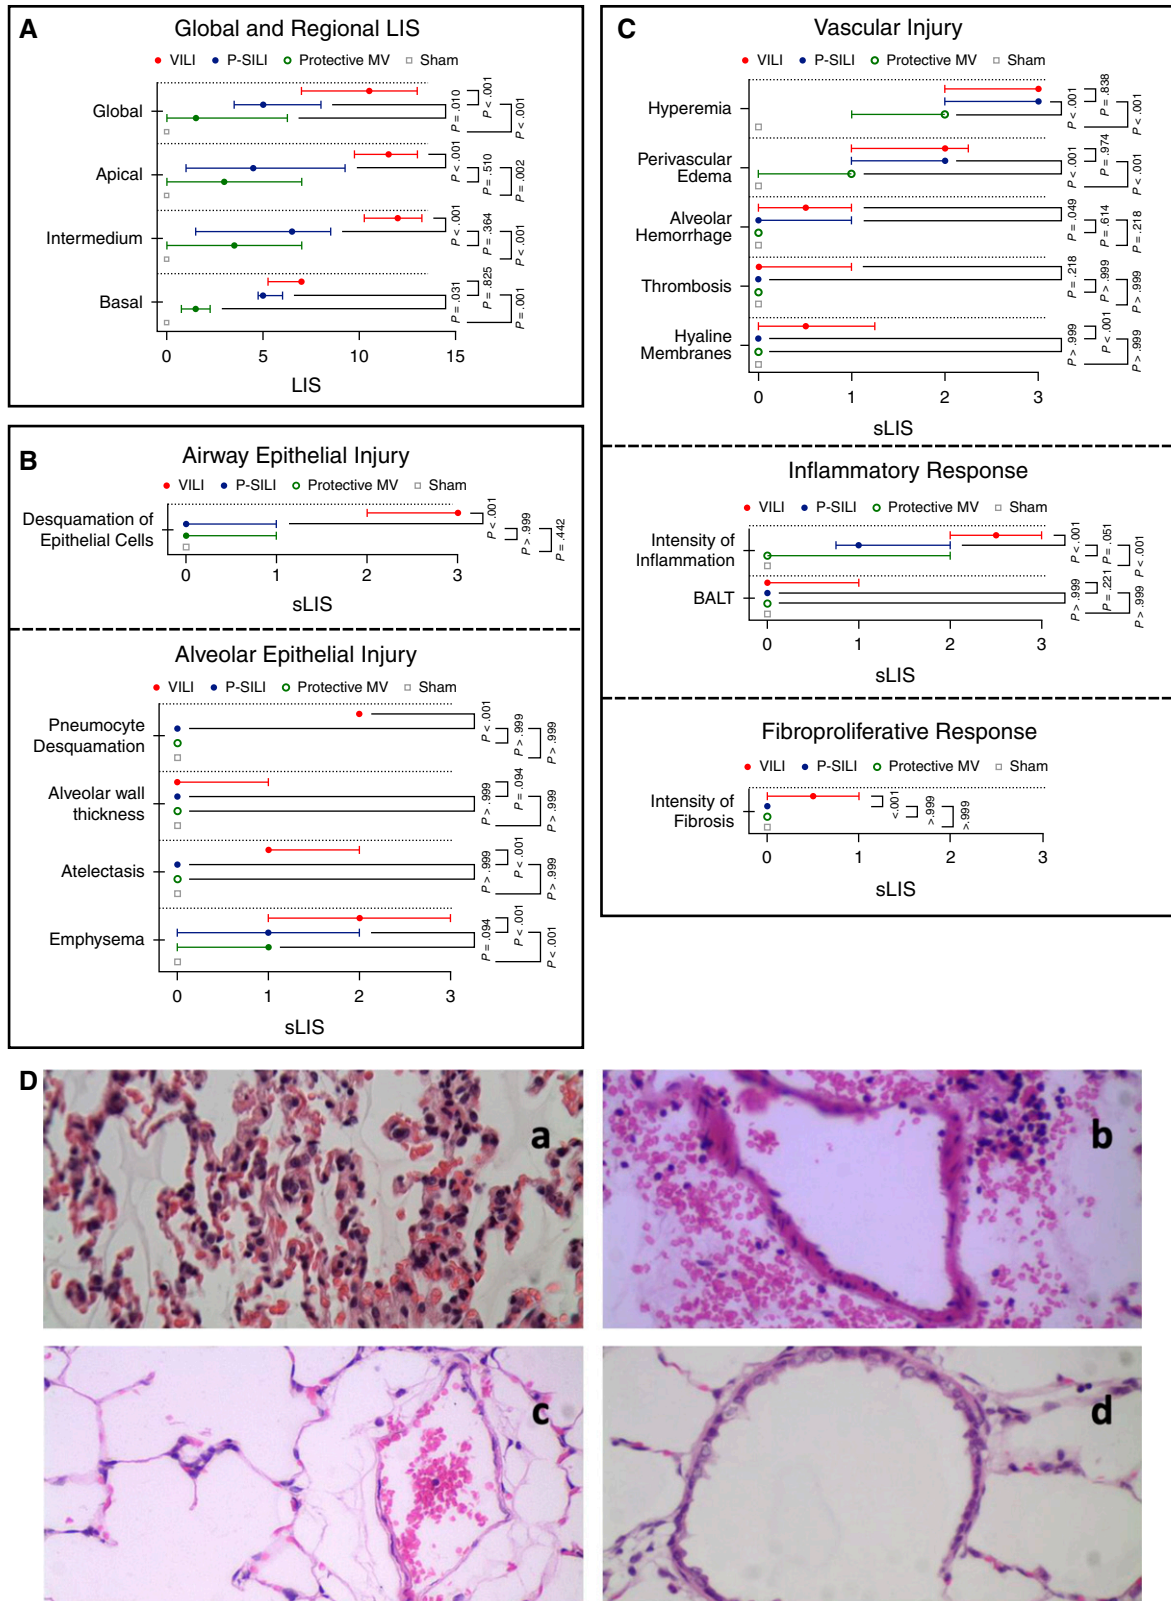 A
Global and Regional LIS
VILI P-SILI Protective MV Sham
Global
P = .010
P < .001
P < .001
Apical
P < .001
P = .510
P = .002
Intermedium
P < .001
P = .364
P < .001
Basal
P = .031
P = .825
P = .001
0 5 10 15
LIS
B
Airway Epithelial Injury
VILI P-SILI Protective MV Sham
Desquamation of
Epithelial Cells
P < .001
P > .999
P = .442
0 1 2 3
sLIS
Alveolar Epithelial Injury
VILI P-SILI Protective MV Sham
Pneumocyte
Desquamation
P < .001
P > .999
P > .999
Alveolar wall
thickness
P > .999
P = .094
P > .999
Atelectasis
P > .999
P < .001
P > .999
Emphysema
P = .094
P < .001
P < .001
0 1 2 3
sLIS
C
Vascular Injury
VILI P-SILI Protective MV Sham
Hyperemia
P < .001
P = .838
P < .001
Perivascular
Edema
P < .001
P = .974
P < .001
Alveolar
Hemorrhage
P = .049
P = .614
P = .218
Thrombosis
P = .218
P > .999
P > .999
Hyaline
Membranes
P > .999
P < .001
P > .999
0 1 2 3
sLIS
Inflammatory Response
VILI P-SILI Protective MV Sham
Intensity of
Inflammation
P < .001
P = .051
P < .001
BALT
P > .999
P = .221
P > .999
0 1 2 3
sLIS
Fibroproliferative Response
VILI P-SILI Protective MV Sham
Intensity of
Fibrosis
<.001
>.999
>.999
0 1 2 3
sLIS
D
a
b
c
d